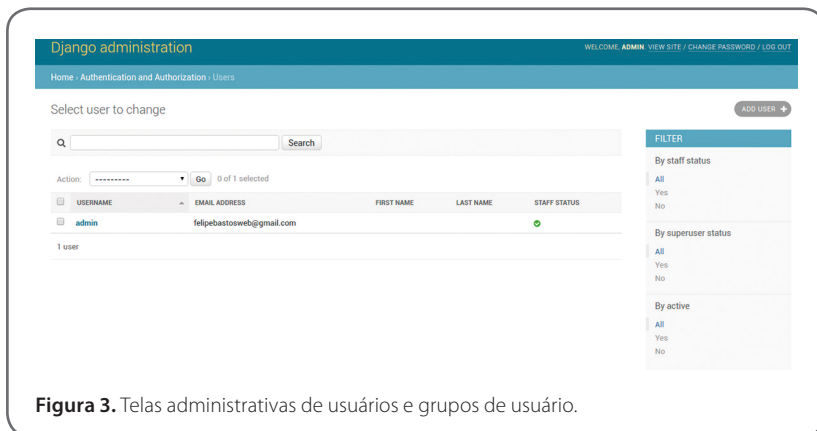 Django administration
WELCOME, ADMIN. VIEW SITE / CHANGE PASSWORD / LOG OUT
Home › Authentication and Authorization › Users
Select user to change
ADD USER +
Search
Action: --------- Go 0 of 1 selected
USERNAME EMAIL ADDRESS FIRST NAME LAST NAME STAFF STATUS
admin felipebastosweb@gmail.com
1 user
FILTER
By staff status
All
Yes
No
By superuser status
All
Yes
No
By active
All
Yes
No
Figura 3. Telas administrativas de usuários e grupos de usuário.